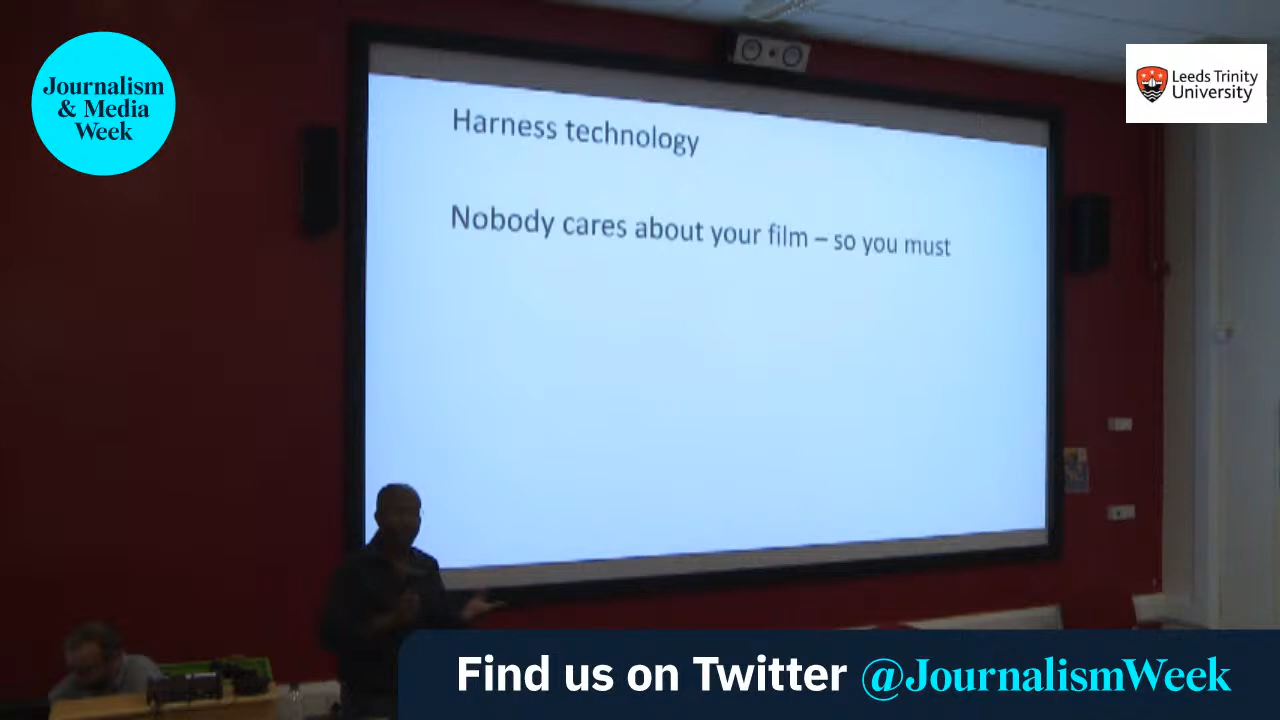 Journalism
& Media
Week
Leeds Trinity
University
Harness technology
Nobody cares about your film – so you must
Find us on Twitter @JournalismWeek